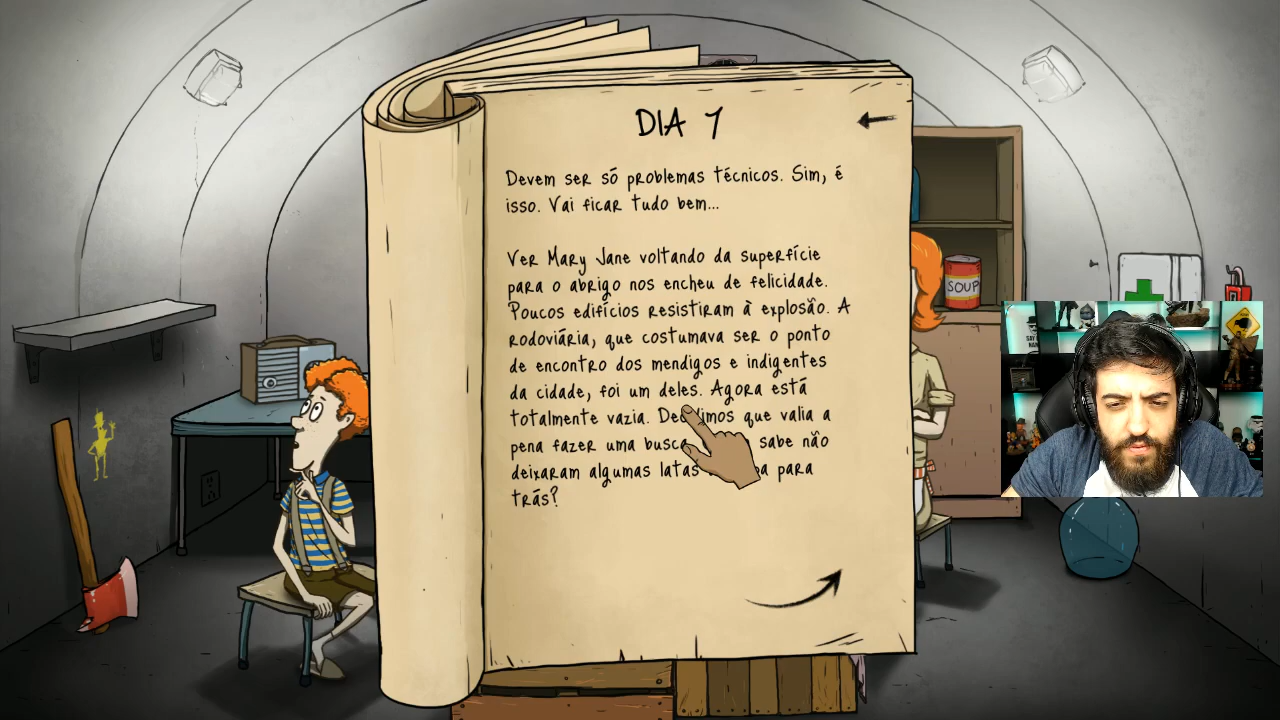 DIA 7
Devem ser só problemas técnicos. Sim, é
isso. Vai ficar tudo bem...
Ver Mary Jane voltando da superfície
para o abrigo nos encheu de felicidade.
Poucos edifícios resistiram à explosão. A
rodoviária, que costumava ser o ponto
de encontro dos mendigos e indigentes
da cidade, foi um deles. Agora está
totalmente vazia. que valia a
pena fazer uma sabe não
deixaram algumas latas para
trás?
SOUP